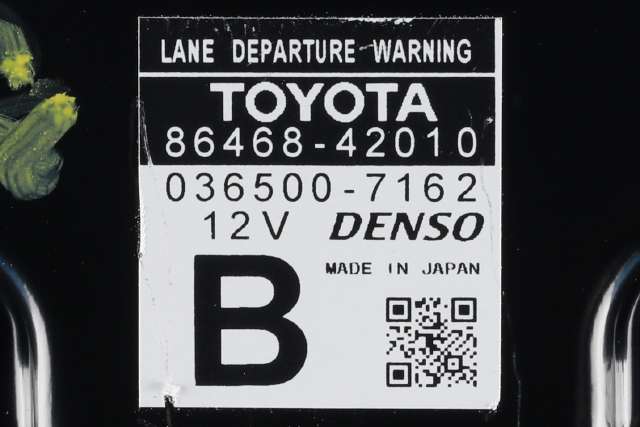 LANE DEPARTURE WARNING
TOYOTA
86468-42010
036500-7162
12V DENSO
MADE IN JAPAN
B